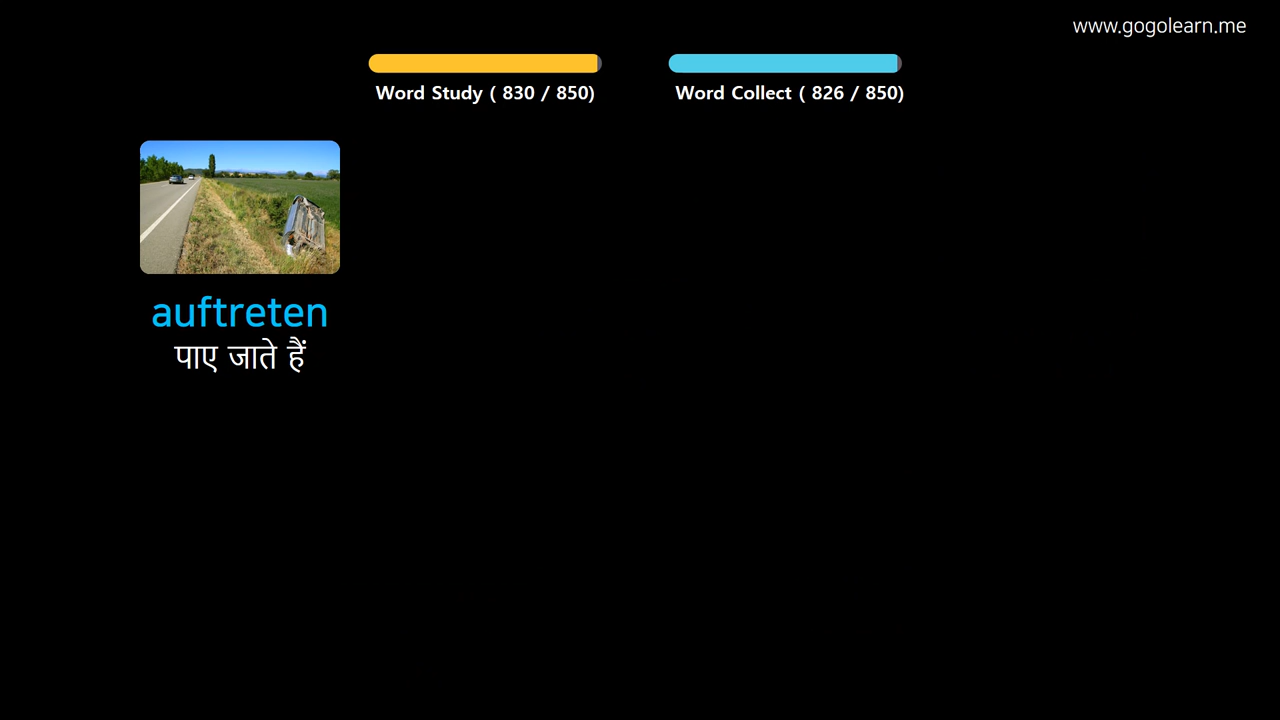 www.gogolearn.me
Word Study ( 830 / 850)
Word Collect ( 826 / 850)
auftreten
पाए जाते हैं